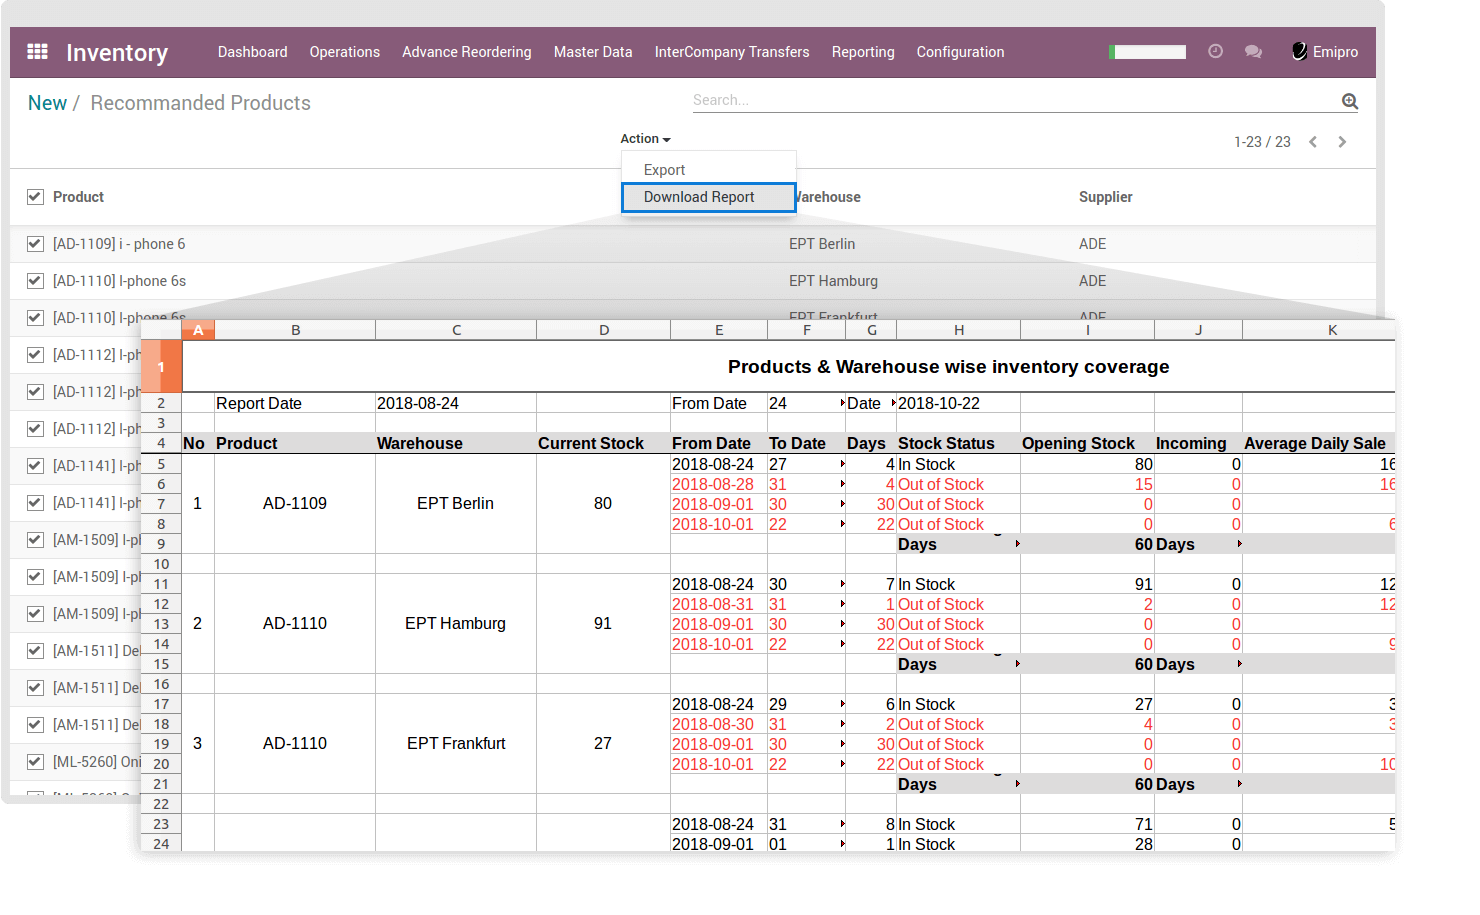 Inventory Dashboard Operations Advance Reordering Master Data InterCompany Transfers Reporting Configuration Emipro
New / Recommanded Products Search...
Action 1-23 / 23
Export
Download Report
Product Warehouse Supplier
[AD-1109] i - phone 6 EPT Berlin ADE
[AD-1110] I-phone 6s EPT Hamburg ADE
[AD-1110] I-phone 6s EPT Frankfurt ADE
A B C D E F G H I J K
[AD-1112] I-ph
1 Products & Warehouse wise inventory coverage
[AD-1112] I-ph
2 Report Date 2018-08-24 From Date 24 Date 2018-10-22
3
[AD-1112] I-ph
4 No Product Warehouse Current Stock From Date To Date Days Stock Status Opening Stock Incoming Average Daily Sale
[AD-1141] I-ph
5 2018-08-24 27 4 In Stock 80 0 16
6 2018-08-28 31 4 Out of Stock 15 0 16
[AD-1141] I-ph
7 1 AD-1109 EPT Berlin 80 2018-09-01 30 30 Out of Stock 0 0
8 2018-10-01 22 22 Out of Stock 0 0 6
[AM-1509] I-pl
9 Days 60 Days
10
[AM-1509] I-pl
11 2018-08-24 30 7 In Stock 91 0 12
12 2018-08-31 31 1 Out of Stock 2 0 12
[AM-1509] I-pl
13 2 AD-1110 EPT Hamburg 91 2018-09-01 30 30 Out of Stock 0 0
14 2018-10-01 22 22 Out of Stock 0 0 9
[AM-1511] Del
15 Days 60 Days
16
[AM-1511] Del
17 2018-08-24 29 6 In Stock 27 0 3
18 2018-08-30 31 2 Out of Stock 4 0 3
[AM-1511] Del
19 3 AD-1110 EPT Frankfurt 27 2018-09-01 30 30 Out of Stock 0 0
20 2018-10-01 22 22 Out of Stock 0 0 10
[ML-5260] Oni
21 Days 60 Days
22
23 2018-08-24 31 8 In Stock 71 0 5
24 2018-09-01 01 1 In Stock 28 0